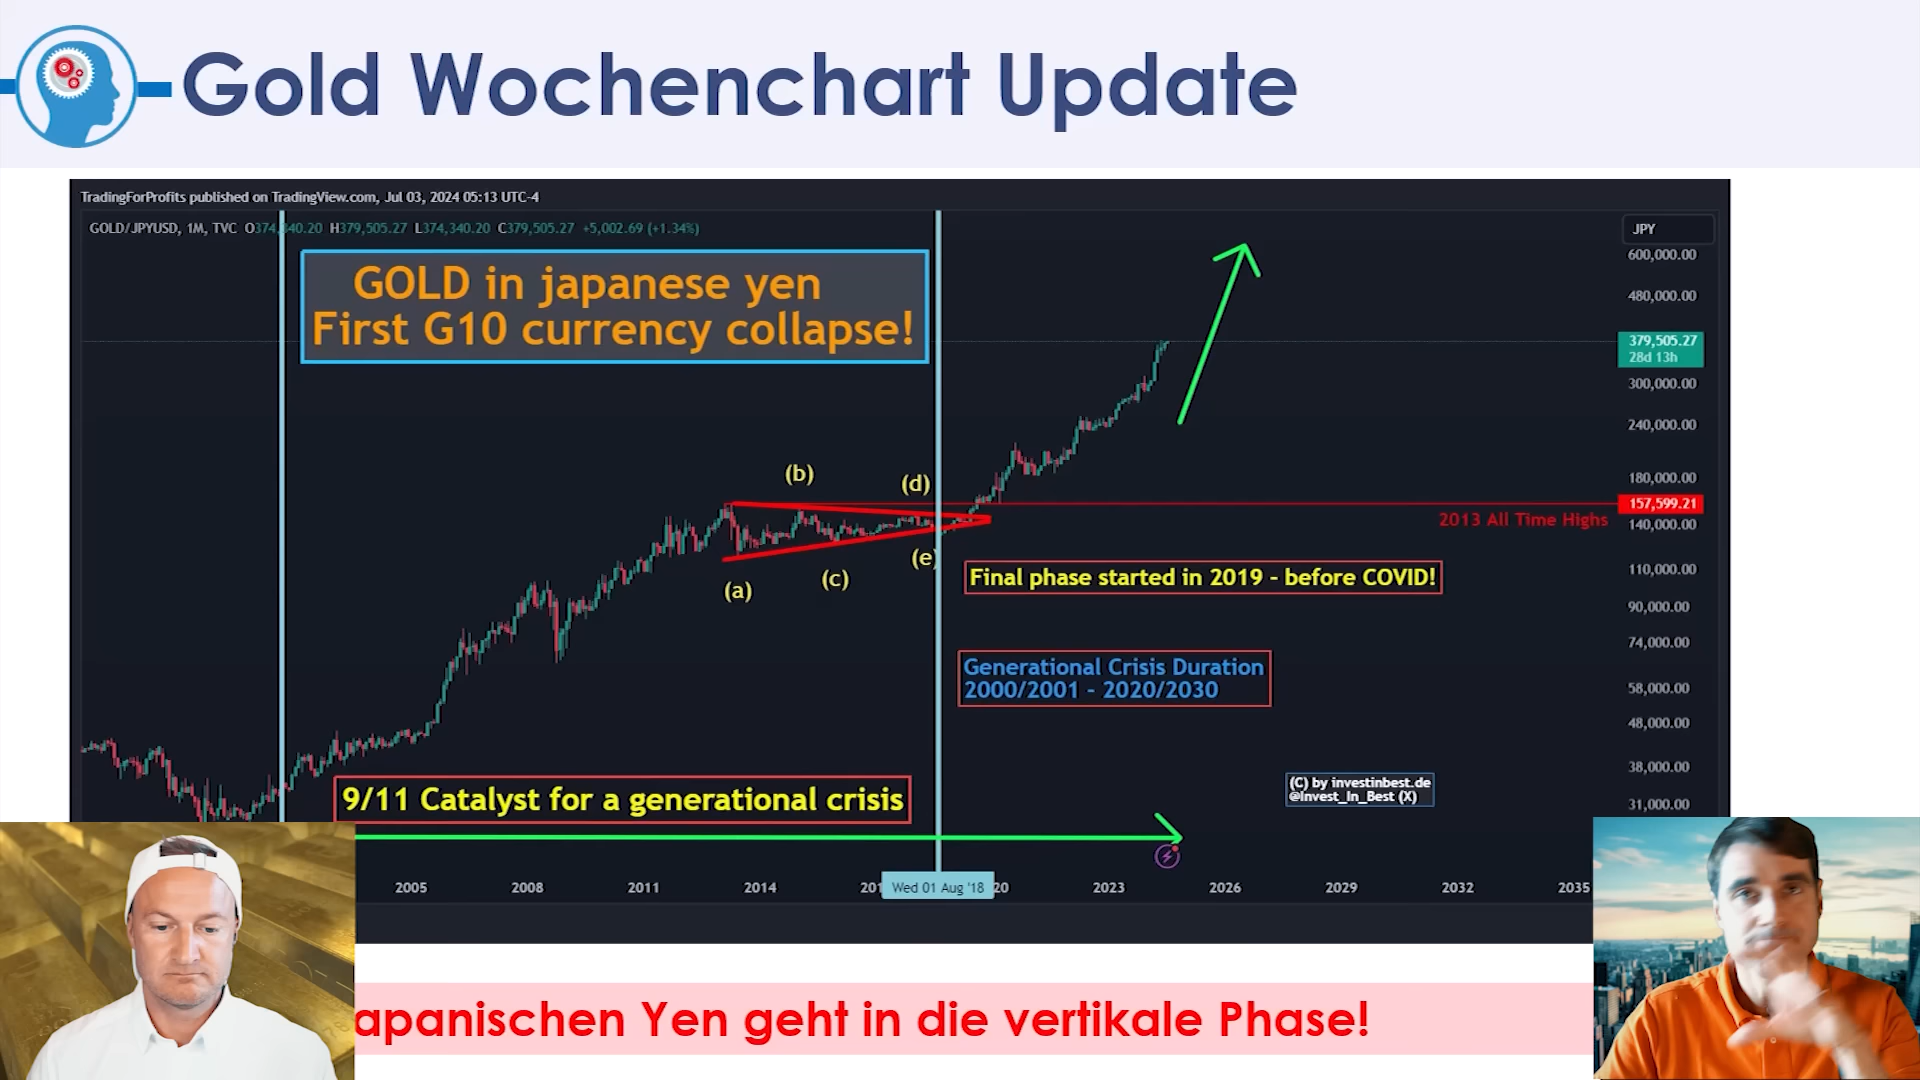 Gold Wochenchart Update
TradingForProfits published on TradingView.com, Jul 03, 2024 05:13 UTC-4
GOLD/JPYUSD, 1M, TVC O374,340.20 H379,505.27 L374,340.20 C379,505.27 +5,002.69 (+1.34%)
JPY
GOLD in japanese yen
First G10 currency collapse!
600,000.00
480,000.00
379,505.27
28d 13h
300,000.00
240,000.00
180,000.00
157,599.21
2013 All Time Highs
140,000.00
110,000.00
90,000.00
74,000.00
58,000.00
48,000.00
38,000.00
31,000.00
(b)
(d)
(e)
(c)
(a)
Final phase started in 2019 - before COVID!
Generational Crisis Duration
2000/2001 - 2020/2030
9/11 Catalyst for a generational crisis
(C) by investinbest.de
@Invest_In_Best (X)
2005 2008 2011 2014 201 Wed 01 Aug '18 20 2023 2026 2029 2032 2035
apanischen Yen geht in die vertikale Phase!